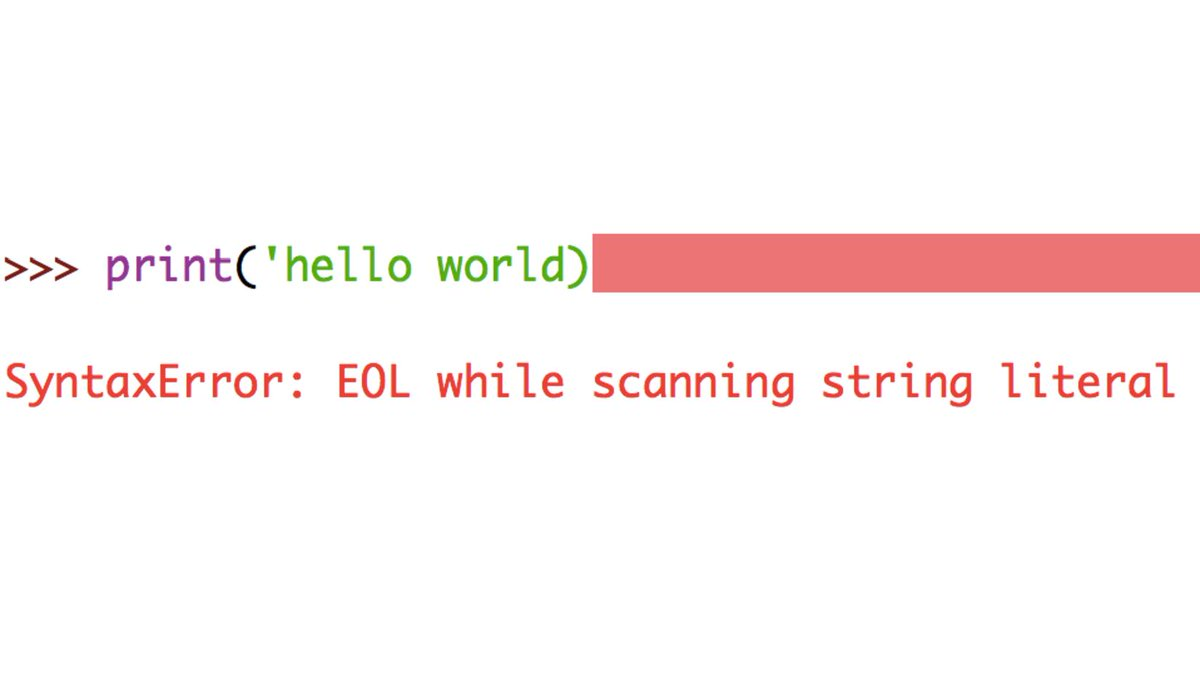 >>> print('hello world)
SyntaxError: EOL while scanning string literal